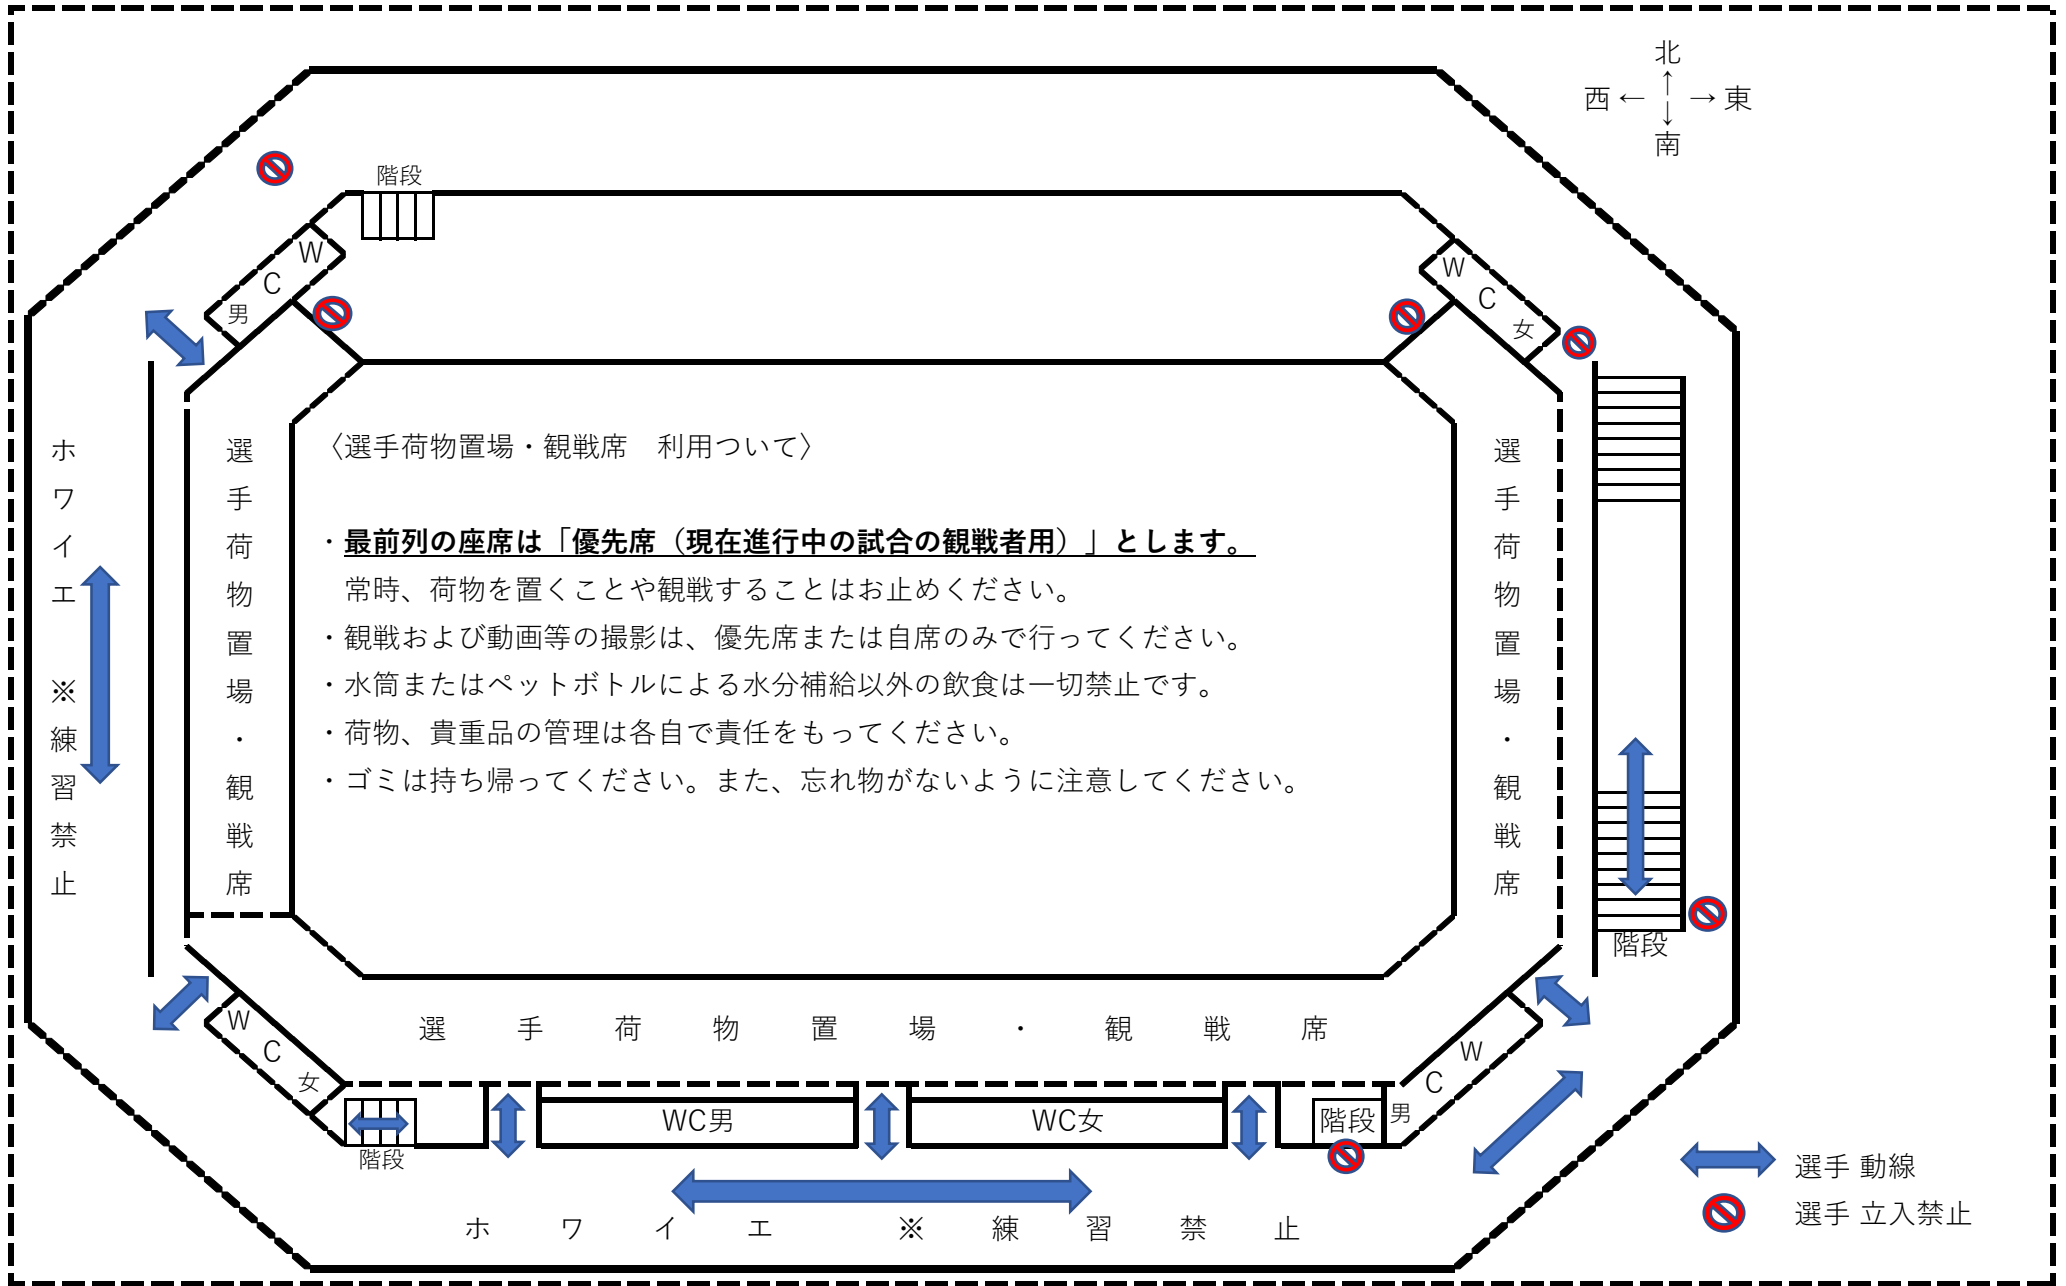 北
西 ← ↑ ↓ → 東
南
階段
WC男
WC女
ホワイエ ※練習禁止
選手荷物置場・観戦席
〈選手荷物置場・観戦席　利用ついて〉
・最前列の座席は「優先席（現在進行中の試合の観戦者用）」とします。
常時、荷物を置くことや観戦することはお止めください。
・観戦および動画等の撮影は、優先席または自席のみで行ってください。
・水筒またはペットボトルによる水分補給以外の飲食は一切禁止です。
・荷物、貴重品の管理は各自で責任をもってください。
・ゴミは持ち帰ってください。また、忘れ物がないように注意してください。
選手荷物置場・観戦席
階段
WC女
選手荷物置場・観戦席
WC男
階段
WC男
WC女
階段
ホワイエ ※練習禁止
選手 動線
選手 立入禁止